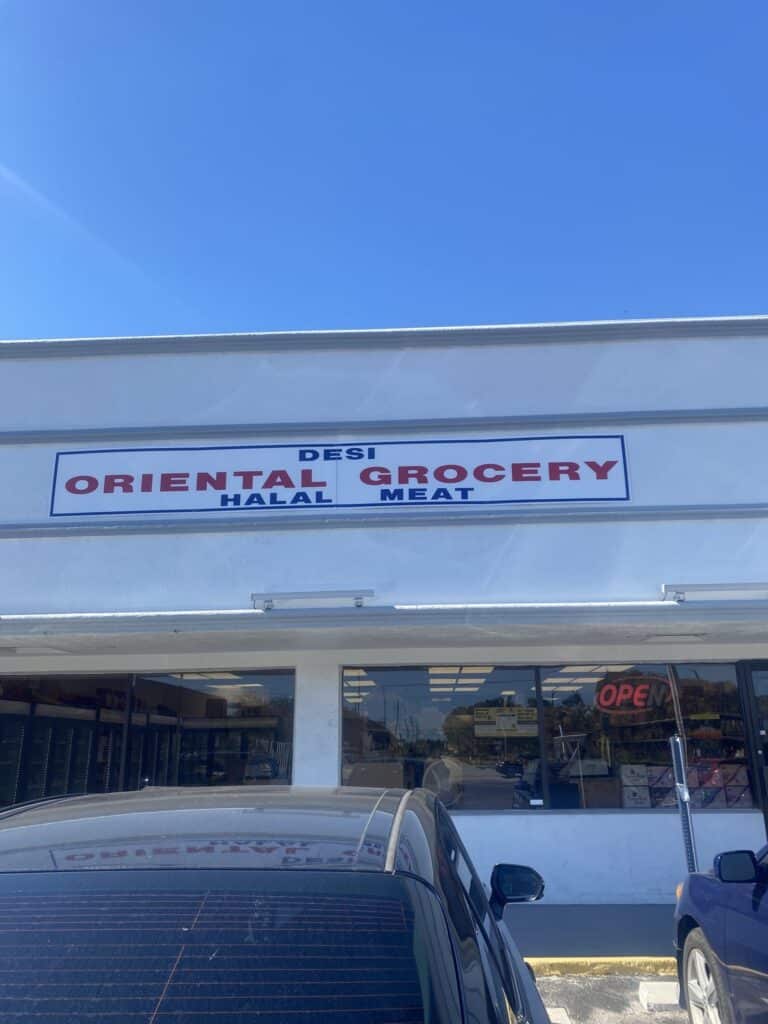 DESI
ORIENTAL GROCERY
HALAL MEAT
OPEN